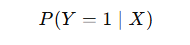 P(Y = 1 | X)